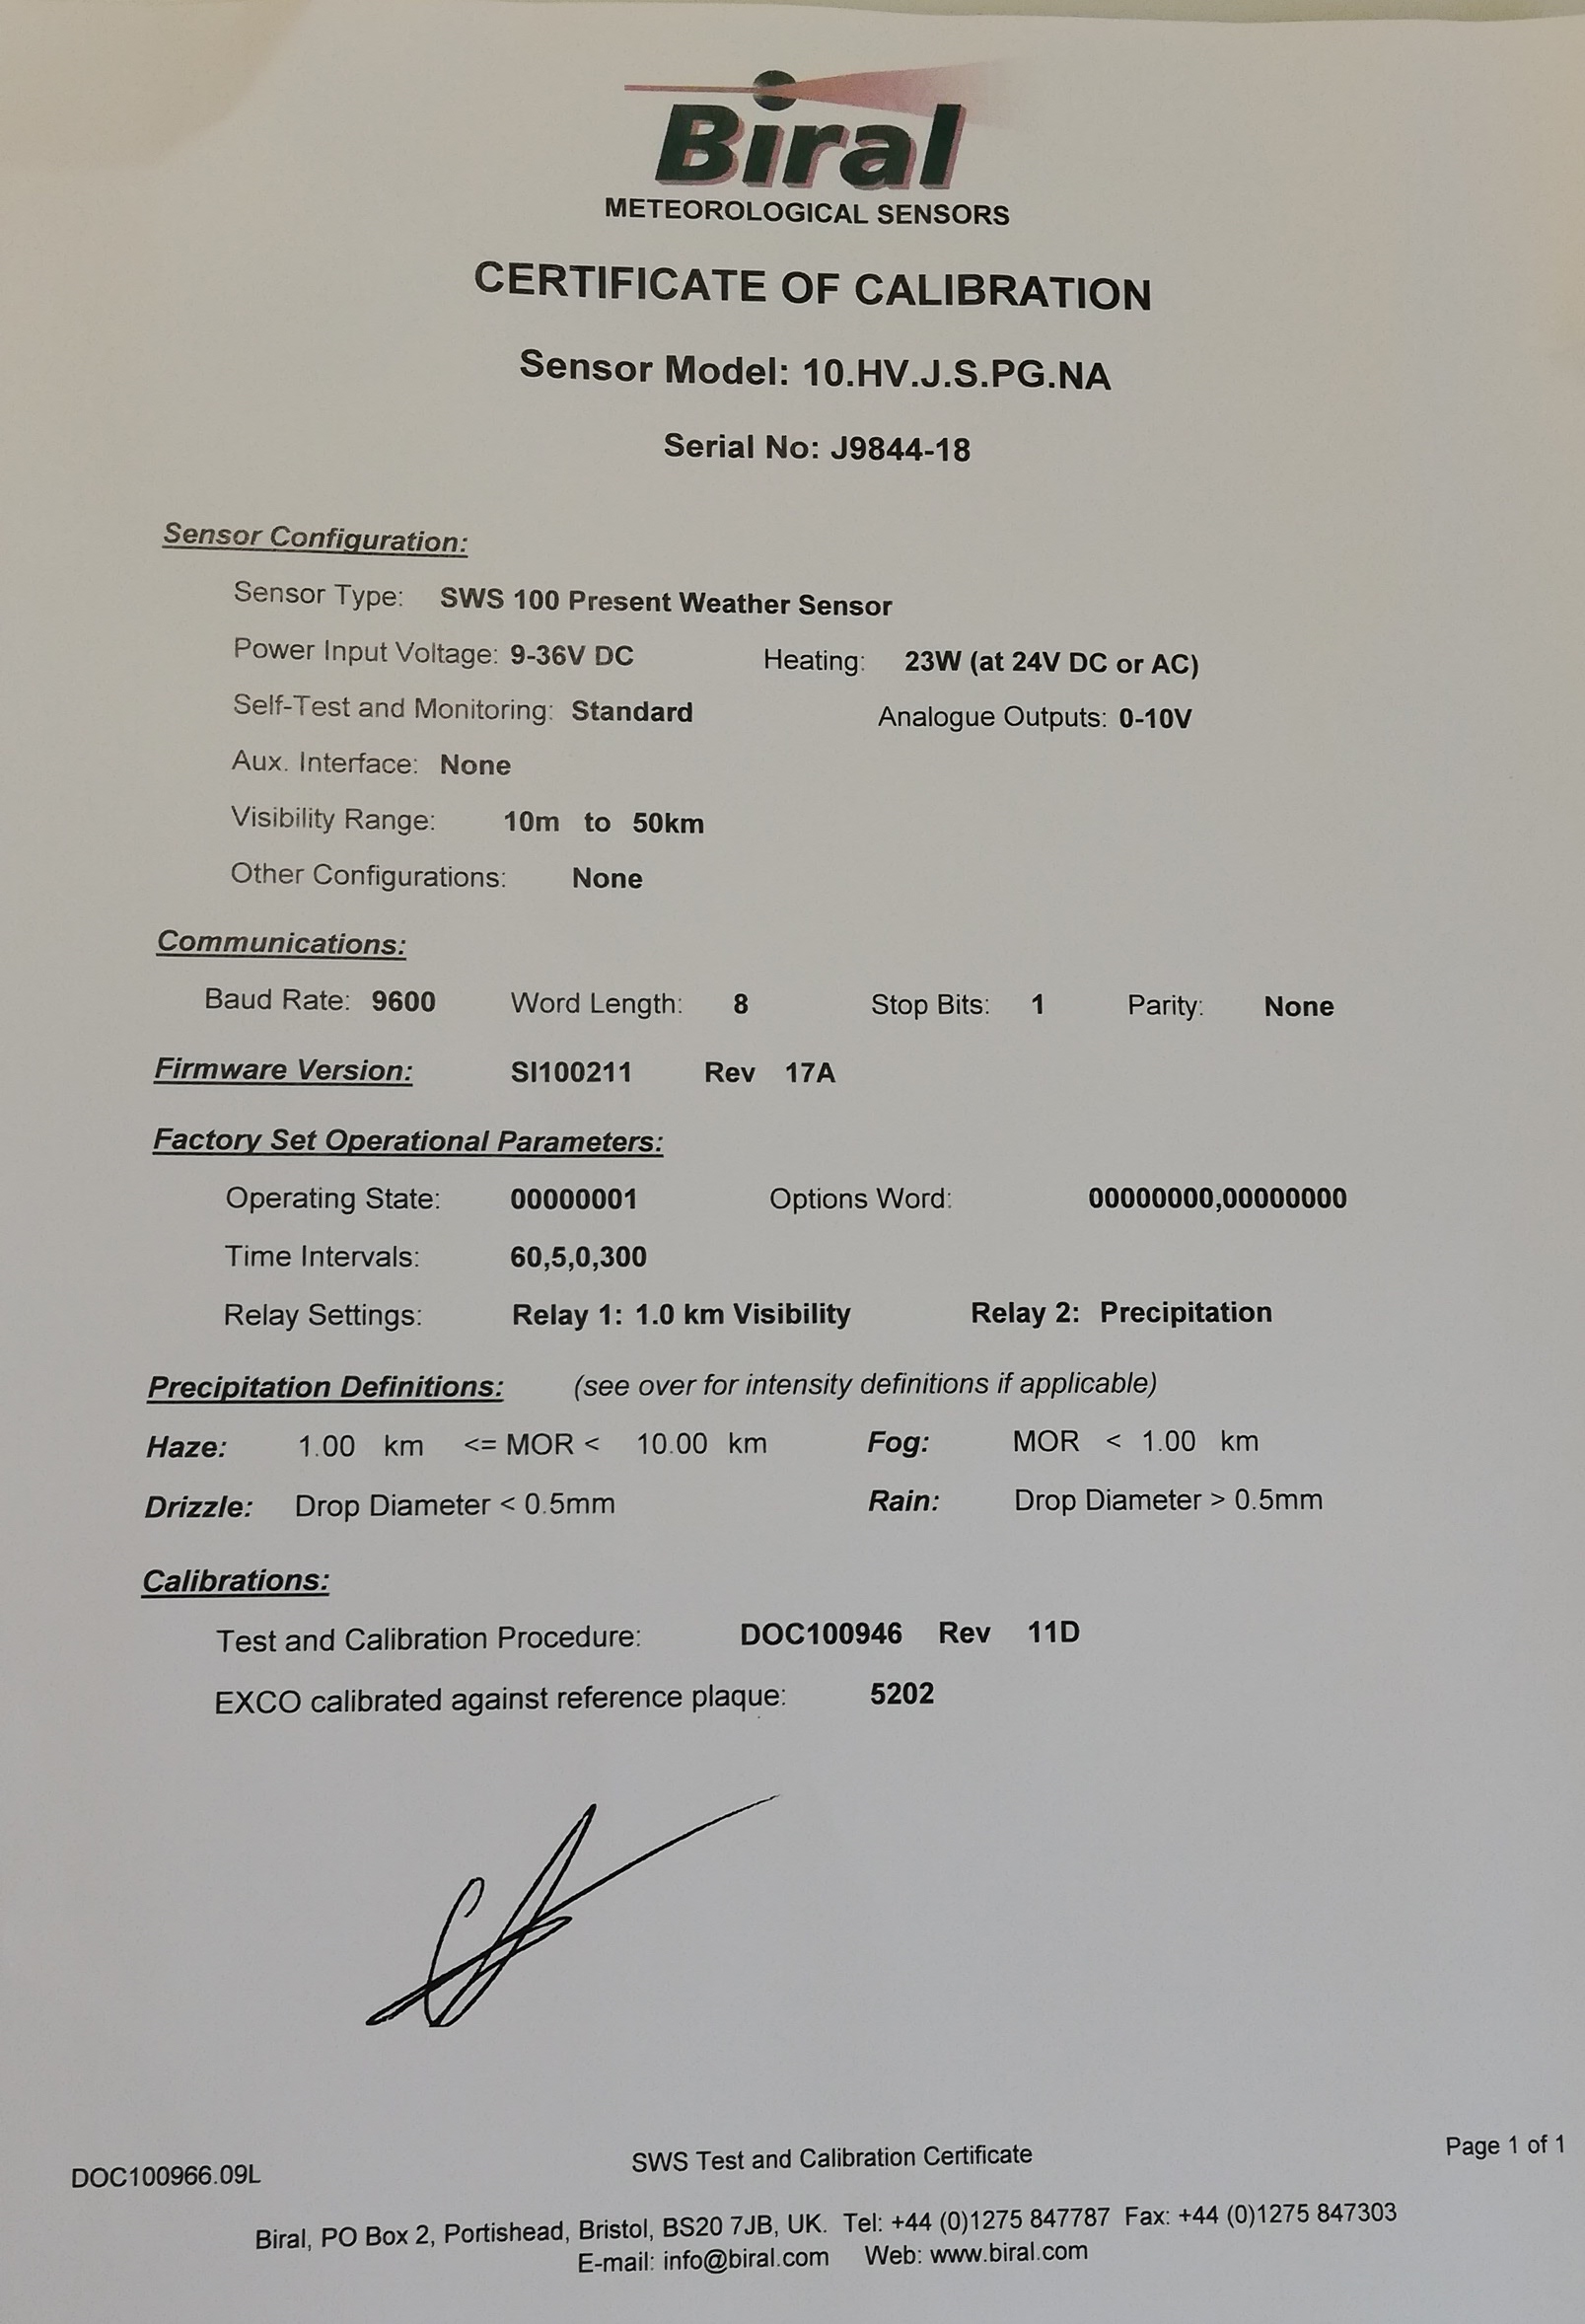 Biral
METEOROLOGICAL SENSORS
CERTIFICATE OF CALIBRATION
Sensor Model: 10.HV.J.S.PG.NA
Serial No: J9844-18
Sensor Configuration:
Sensor Type: SWS 100 Present Weather Sensor
Power Input Voltage: 9-36V DC Heating: 23W (at 24V DC or AC)
Self-Test and Monitoring: Standard Analogue Outputs: 0-10V
Aux. Interface: None
Visibility Range: 10m to 50km
Other Configurations: None
Communications:
Baud Rate: 9600 Word Length: 8 Stop Bits: 1 Parity: None
Firmware Version: SI100211 Rev 17A
Factory Set Operational Parameters:
Operating State: 00000001 Options Word: 00000000,00000000
Time Intervals: 60,5,0,300
Relay Settings: Relay 1: 1.0 km Visibility Relay 2: Precipitation
Precipitation Definitions: (see over for intensity definitions if applicable)
Haze: 1.00 km <= MOR < 10.00 km Fog: MOR < 1.00 km
Drizzle: Drop Diameter < 0.5mm Rain: Drop Diameter > 0.5mm
Calibrations:
Test and Calibration Procedure: DOC100946 Rev 11D
EXCO calibrated against reference plaque: 5202
DOC100966.09L SWS Test and Calibration Certificate Page 1 of 1
Biral, PO Box 2, Portishead, Bristol, BS20 7JB, UK. Tel: +44 (0)1275 847787 Fax: +44 (0)1275 847303
E-mail: info@biral.com Web: www.biral.com